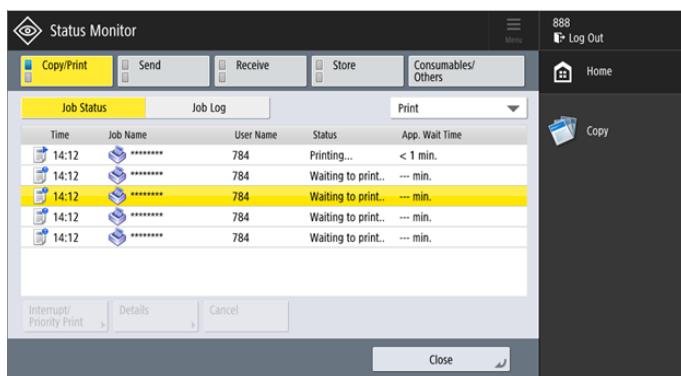 Status Monitor
Menu
888
Log Out
Copy/Print Send Receive Store Consumables/
Others
Home
Job Status Job Log Print
Copy
Time Job Name User Name Status App. Wait Time
14:12 ******** 784 Printing... < 1 min.
14:12 ******** 784 Waiting to print.. --- min.
14:12 ******** 784 Waiting to print.. --- min.
14:12 ******** 784 Waiting to print.. --- min.
14:12 ******** 784 Waiting to print.. --- min.
Interrupt/
Priority Print Details Cancel
Close